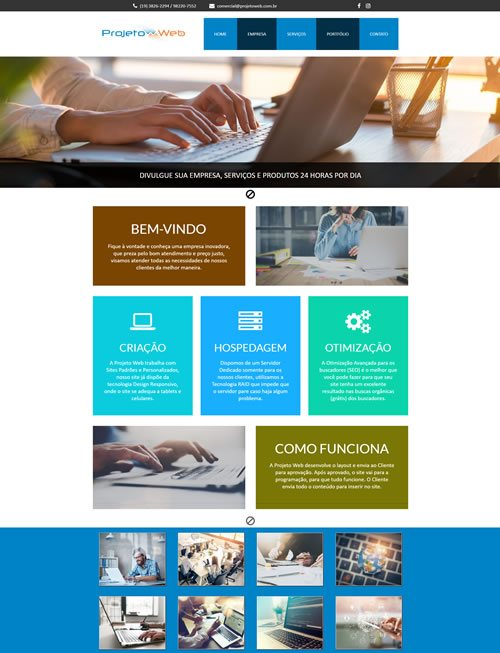 (19) 3826-2294 / 98220-7552 comercial@projetoweb.com.br
Projeto Web
HOME EMPRESA SERVIÇOS PORTFÓLIO CONTATO
DIVULGUE SUA EMPRESA, SERVIÇOS E PRODUTOS 24 HORAS POR DIA
BEM-VINDO
Fique à vontade e conheça uma empresa inovadora,
que preza pelo bom atendimento e preço justo,
visamos atender todas as necesidades de nossos
clientes da melhor maneira.
CRIAÇÃO
A Projeto Web trabalha com
Sites Padrões e Personalizados,
nosso site já dispõe da
tecnologia Design Responsivo,
onde o site se adequa a tablets e
celulares.
HOSPEDAGEM
Dispomos de um Servidor
Dedicado somente para os
nossos clientes, utilizamos a
Tecnologia RAID que impede que
o servidor pare caso haja algum
problema.
OTIMIZAÇÃO
A Otimização Avançada para os
buscadores (SEO) é o melhor que
você pode fazer para que seu
site tenha um excelente
resultado nas buscas orgânicas
(grátis) dos buscadores.
COMO FUNCIONA
A Projeto Web desenvolve o layout e envia ao Cliente
para aprovação. Após aprovado, o site vai para a
programação, para que tudo funcione. O Cliente
envia todo o conteúdo para inserir no site.